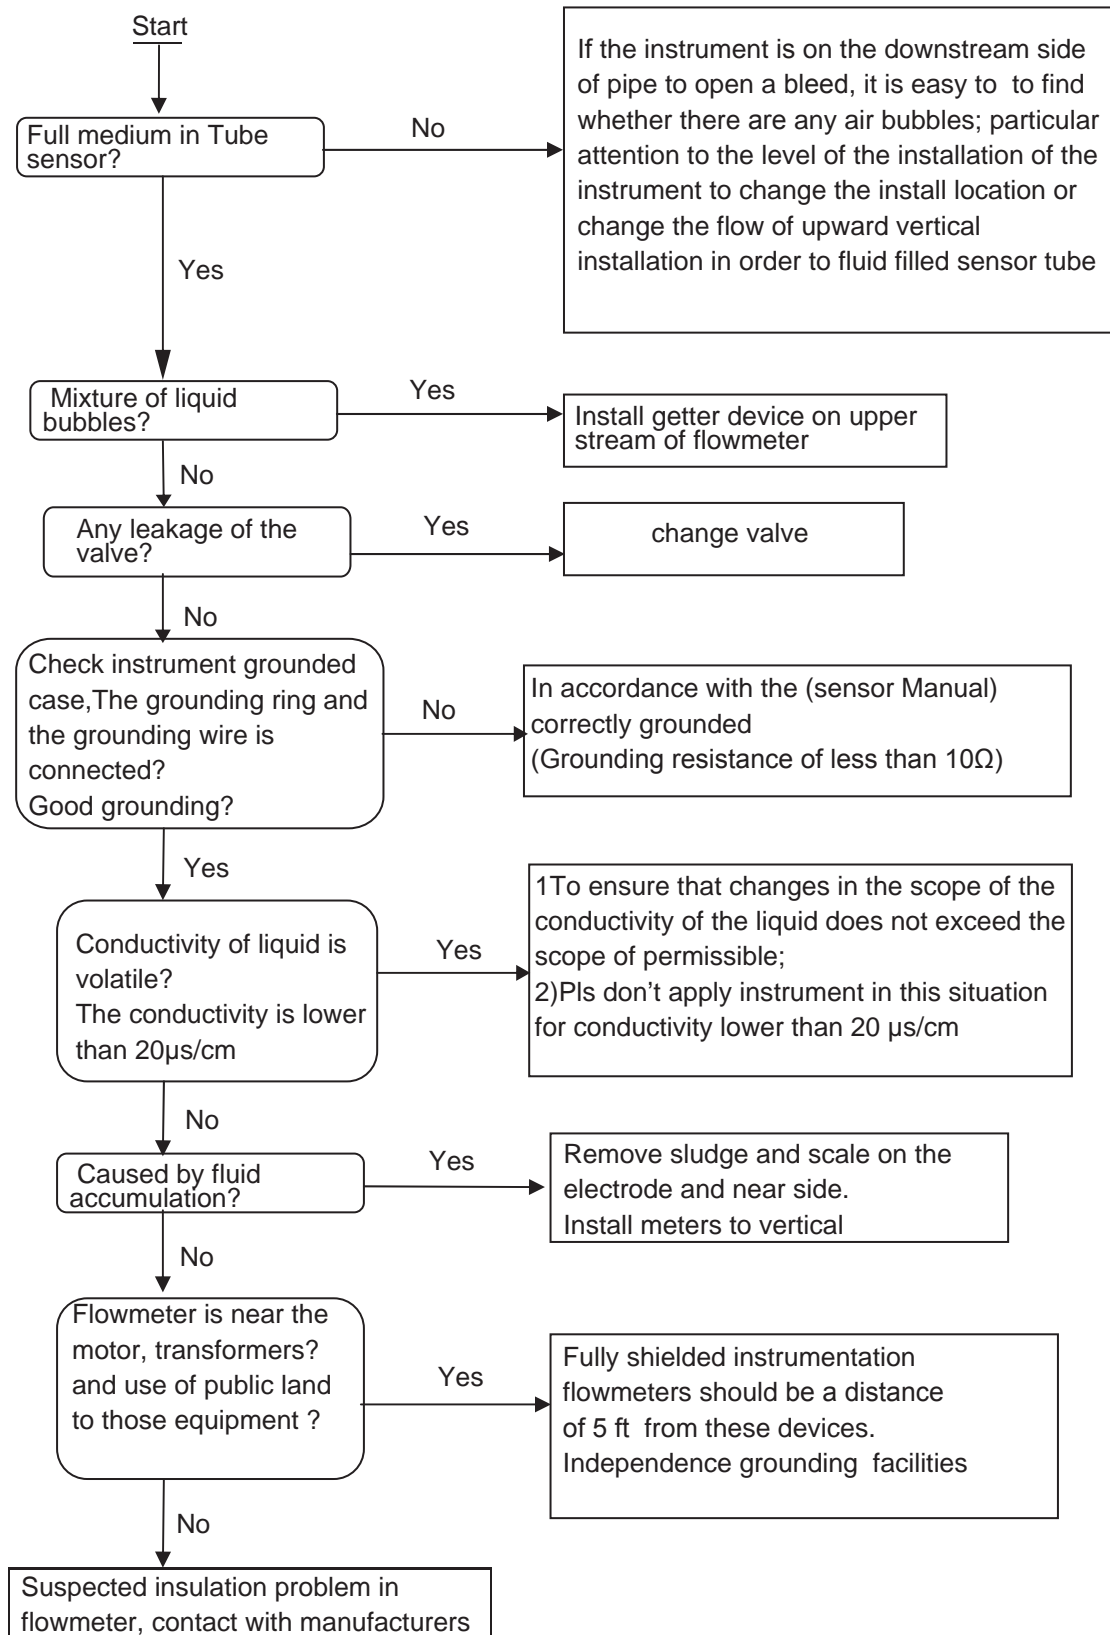 Start
Full medium in Tube
sensor?
No
If the instrument is on the downstream side
of pipe to open a bleed, it is easy to  to find
whether there are any air bubbles; particular
attention to the level of the installation of the
instrument to change the install location or
change the flow of upward vertical
installation in order to fluid filled sensor tube
Yes
Mixture of liquid
bubbles?
Yes
Install getter device on upper
stream of flowmeter
No
Any leakage of the
valve?
Yes
change valve
No
Check instrument grounded
case,The grounding ring and
the grounding wire is
connected?
Good grounding?
No
In accordance with the (sensor Manual)
correctly grounded
(Grounding resistance of less than 10Ω)
Yes
Conductivity of liquid is
volatile?
The conductivity is lower
than 20μs/cm
Yes
1To ensure that changes in the scope of the
conductivity of the liquid does not exceed the
scope of permissible;
2)Pls don’t apply instrument in this situation
for conductivity lower than 20 μs/cm
No
Caused by fluid
accumulation?
Yes
Remove sludge and scale on the
electrode and near side.
Install meters to vertical
No
Flowmeter is near the
motor, transformers?
and use of public land
to those equipment ?
Yes
Fully shielded instrumentation
flowmeters should be a distance
of 5 ft  from these devices.
Independence grounding  facilities
No
Suspected insulation problem in
flowmeter, contact with manufacturers